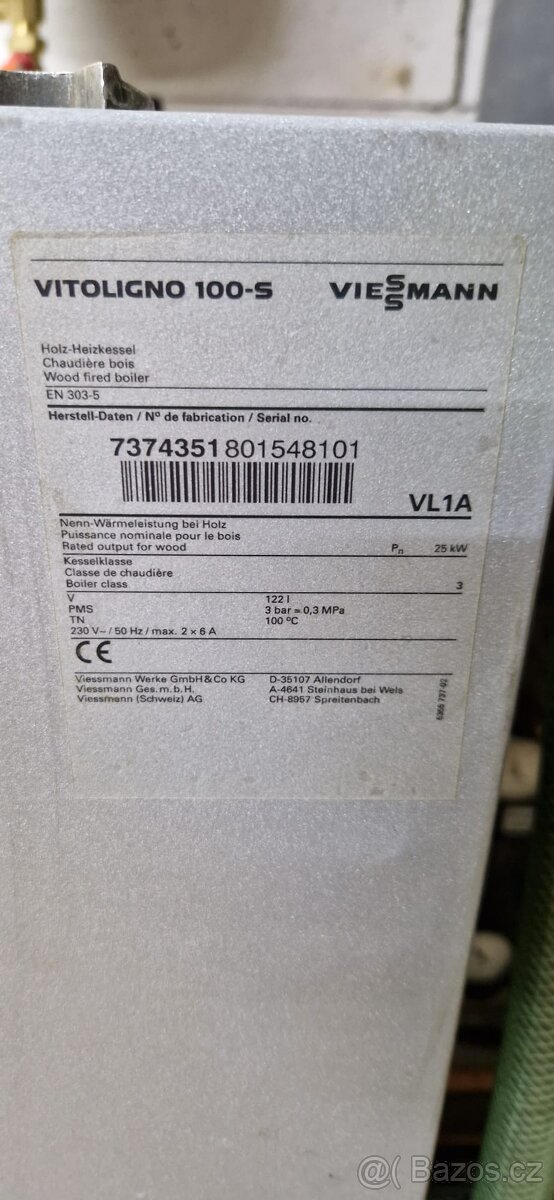 VITOLIGNO 100-S VIESSMANN
Holz-Heizkessel
Chaudière bois
Wood fired boiler
EN 303-5
Herstell-Daten / Nº de fabrication / Serial no.
7374351801548101
VL1A
Nenn-Wärmeleistung bei Holz
Puissance nominale pour le bois
Rated output for wood Pn 25 kW
Kesselklasse
Classe de chaudière
Boiler class 3
V 122 l
PMS 3 bar = 0,3 MPa
TN 100 ºC
230 V~ / 50 Hz / max. 2 x 6 A
CE
Viessmann Werke GmbH&Co KG D-35107 Allendorf
Viessmann Ges.m.b.H. A-4641 Steinhaus bei Wels
Viessmann (Schweiz) AG CH-8957 Spreitenbach
@ Bazos.cz